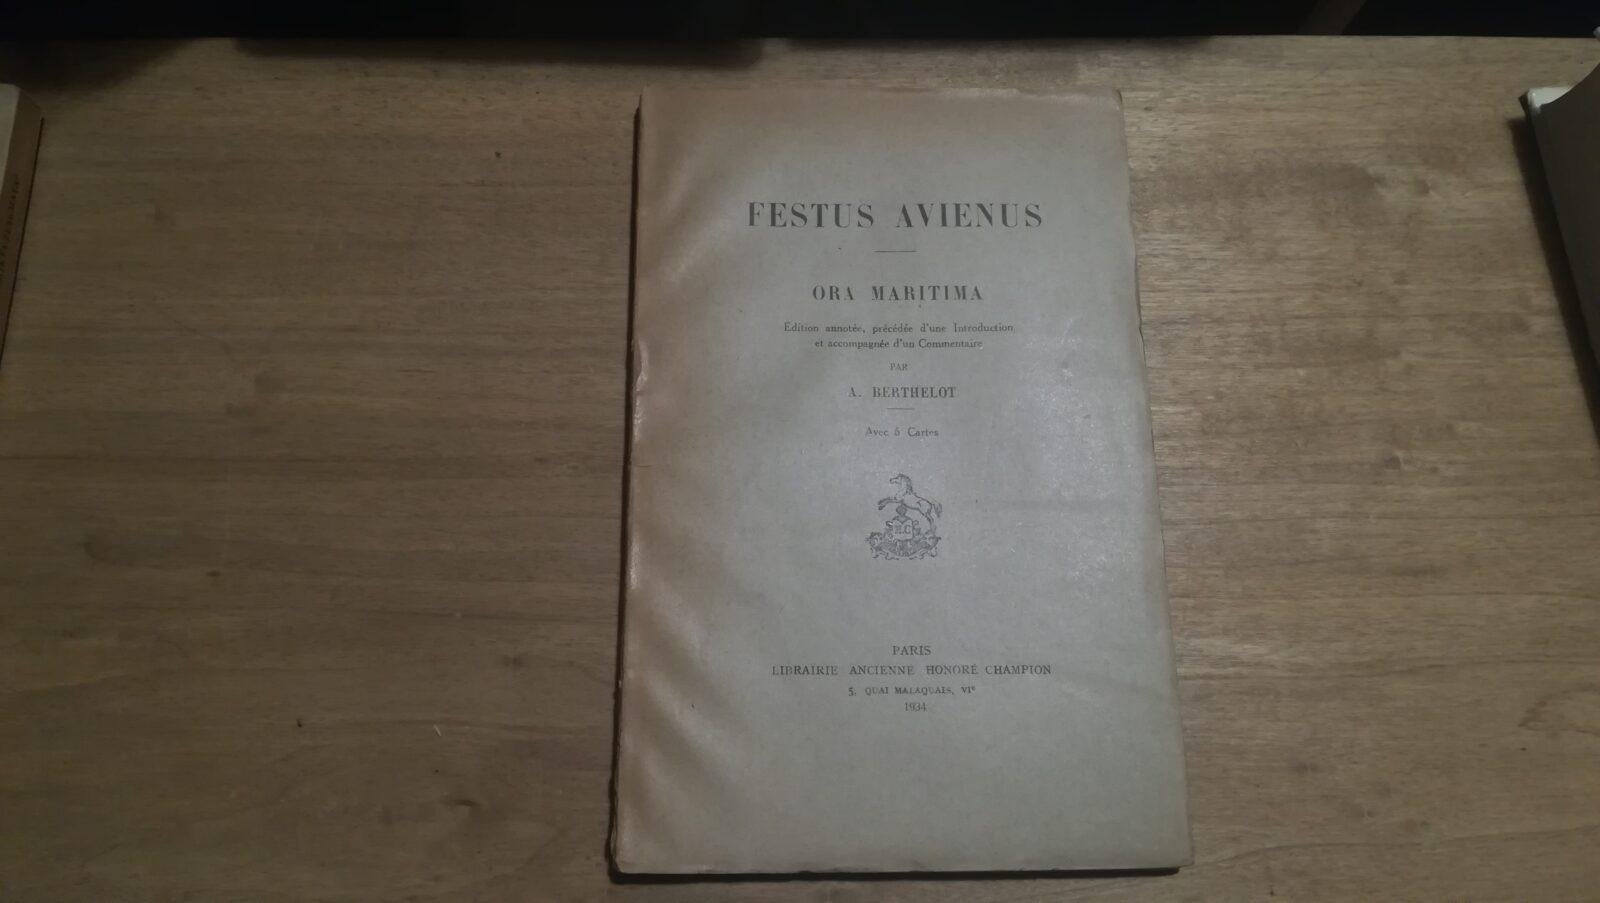 FESTUS AVIENUS
ORA MARITIMA
Edition annotée, précédée d'une Introduction
et accompagnée d'un Commentaire
PAR
A. BERTHELOT
Avec 5 Cartes
H.C
PARIS
LIBRAIRIE ANCIENNE HONORÉ CHAMPION
5, QUAI MALAQUAIS, VIe
1934